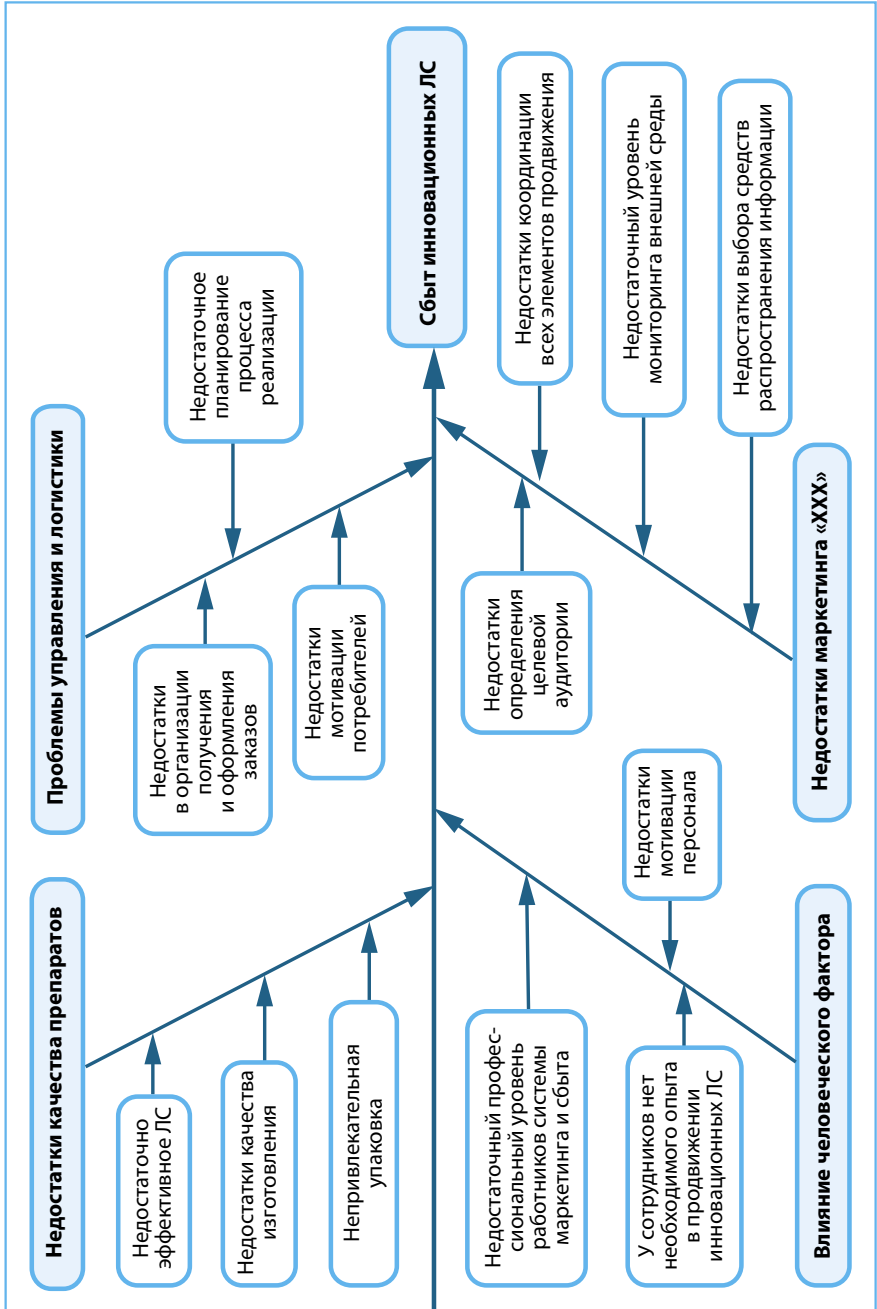 Недостатки качества препаратов
Проблемы управления и логистики
Недостаточно
эффективное ЛС
Недостатки качества
изготовления
Непривлекательная
упаковка
Недостатки
в организации
получения
и оформления
заказов
Недостаточное
планирование
процесса
реализации
Недостатки
мотивации
потребителей
Сбыт инновационных ЛС
Недостаточный профес-
сиональный уровень
работников системы
маркетинга и сбыта
У сотрудников нет
необходимого опыта
в продвижении
инновационных ЛС
Недостатки
мотивации
персонала
Недостатки
определения
целевой
аудитории
Недостатки координации
всех элементов продвижения
Недостаточный уровень
мониторинга внешней среды
Недостатки выбора средств
распространения информации
Влияние человеческого фактора
Недостатки маркетинга «ХХХ»